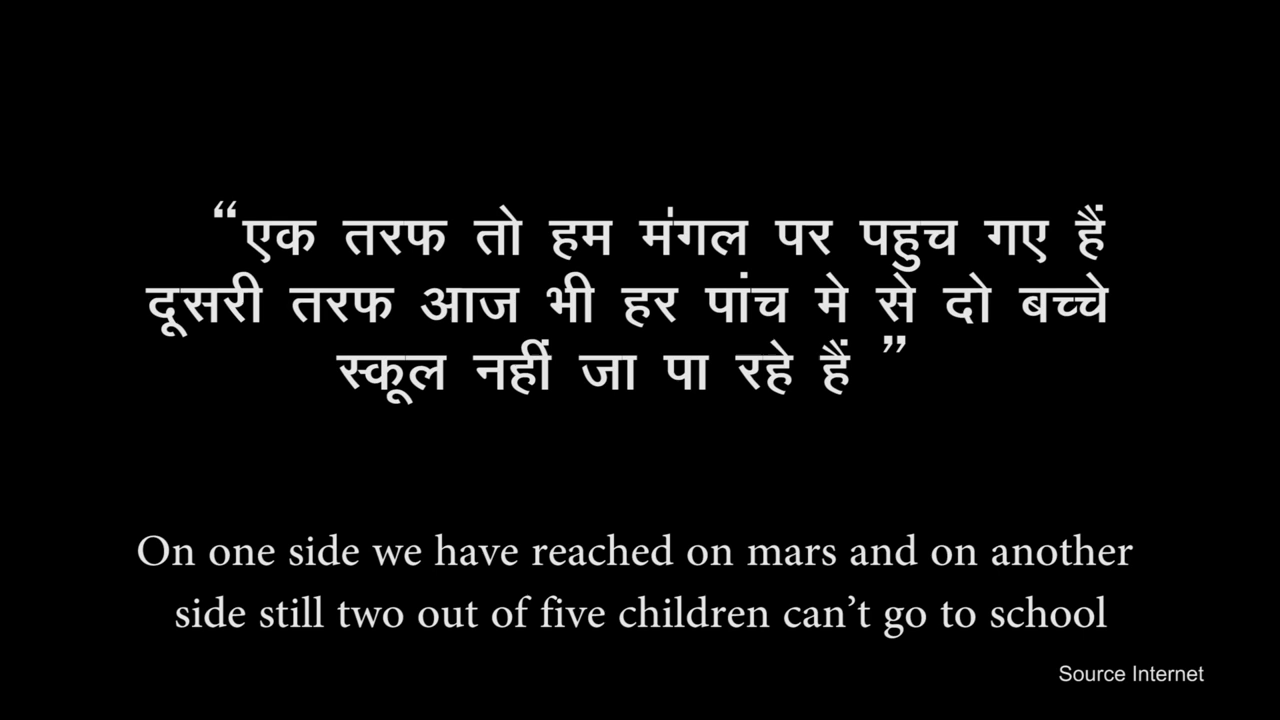 “एक तरफ तो हम मंगल पर पहुच गए हैं
दूसरी तरफ आज भी हर पांच मे से दो बच्चे
स्कूल नहीं जा पा रहे हैं ”
On one side we have reached on mars and on another
side still two out of five children can’t go to school
Source Internet